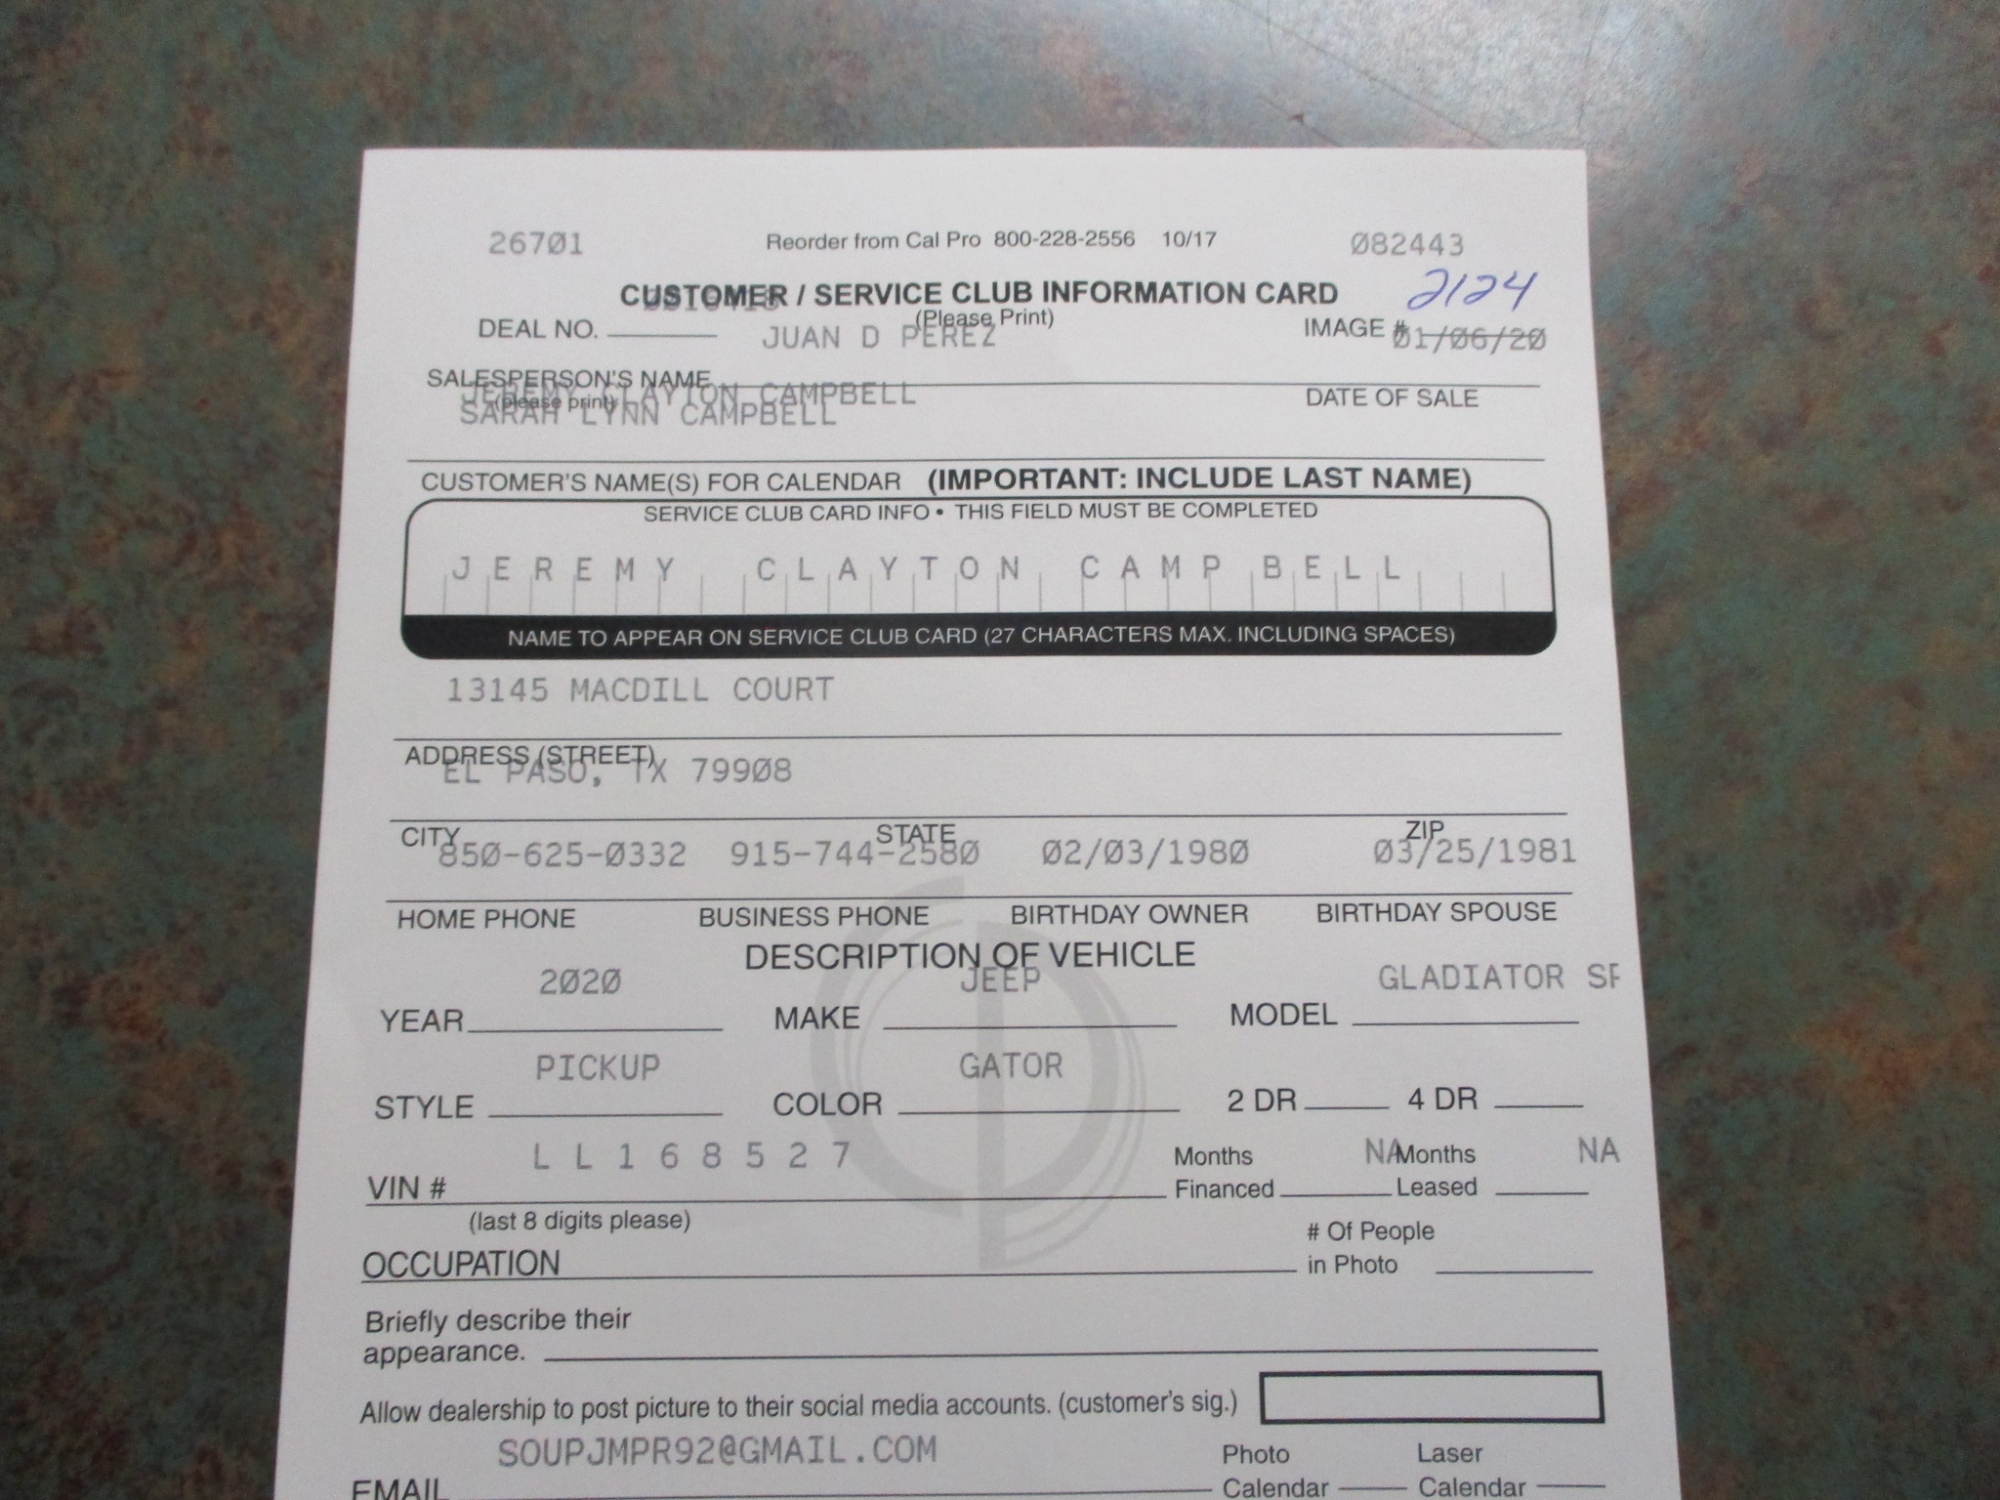 26701 Reorder from Cal Pro 800-228-2556 10/17 082443
CUSTOMER / SERVICE CLUB INFORMATION CARD 2124
(Please Print)
DEAL NO. JUAN D PEREZ IMAGE # 01/06/20
SALESPERSON'S NAME
JEREMY CLAYTON CAMPBELL DATE OF SALE
(please print)
SARAH LYNN CAMPBELL
CUSTOMER'S NAME(S) FOR CALENDAR (IMPORTANT: INCLUDE LAST NAME)
SERVICE CLUB CARD INFO • THIS FIELD MUST BE COMPLETED
JEREMY CLAYTON CAMPBELL
NAME TO APPEAR ON SERVICE CLUB CARD (27 CHARACTERS MAX. INCLUDING SPACES)
13145 MACDILL COURT
ADDRESS (STREET)
EL PASO, TX 79908
CITY STATE ZIP
850-625-0332 915-744-2580 02/03/1980 03/25/1981
HOME PHONE BUSINESS PHONE BIRTHDAY OWNER BIRTHDAY SPOUSE
DESCRIPTION OF VEHICLE
2020 JEEP GLADIATOR SP
YEAR MAKE MODEL
PICKUP GATOR
STYLE COLOR 2 DR 4 DR
LL168527 Months NA Months NA
VIN # Financed Leased
(last 8 digits please) # Of People
OCCUPATION in Photo
Briefly describe their
appearance.
Allow dealership to post picture to their social media accounts. (customer's sig.)
SOUPJMPR92@GMAIL.COM Photo Laser
EMAIL Calendar Calendar